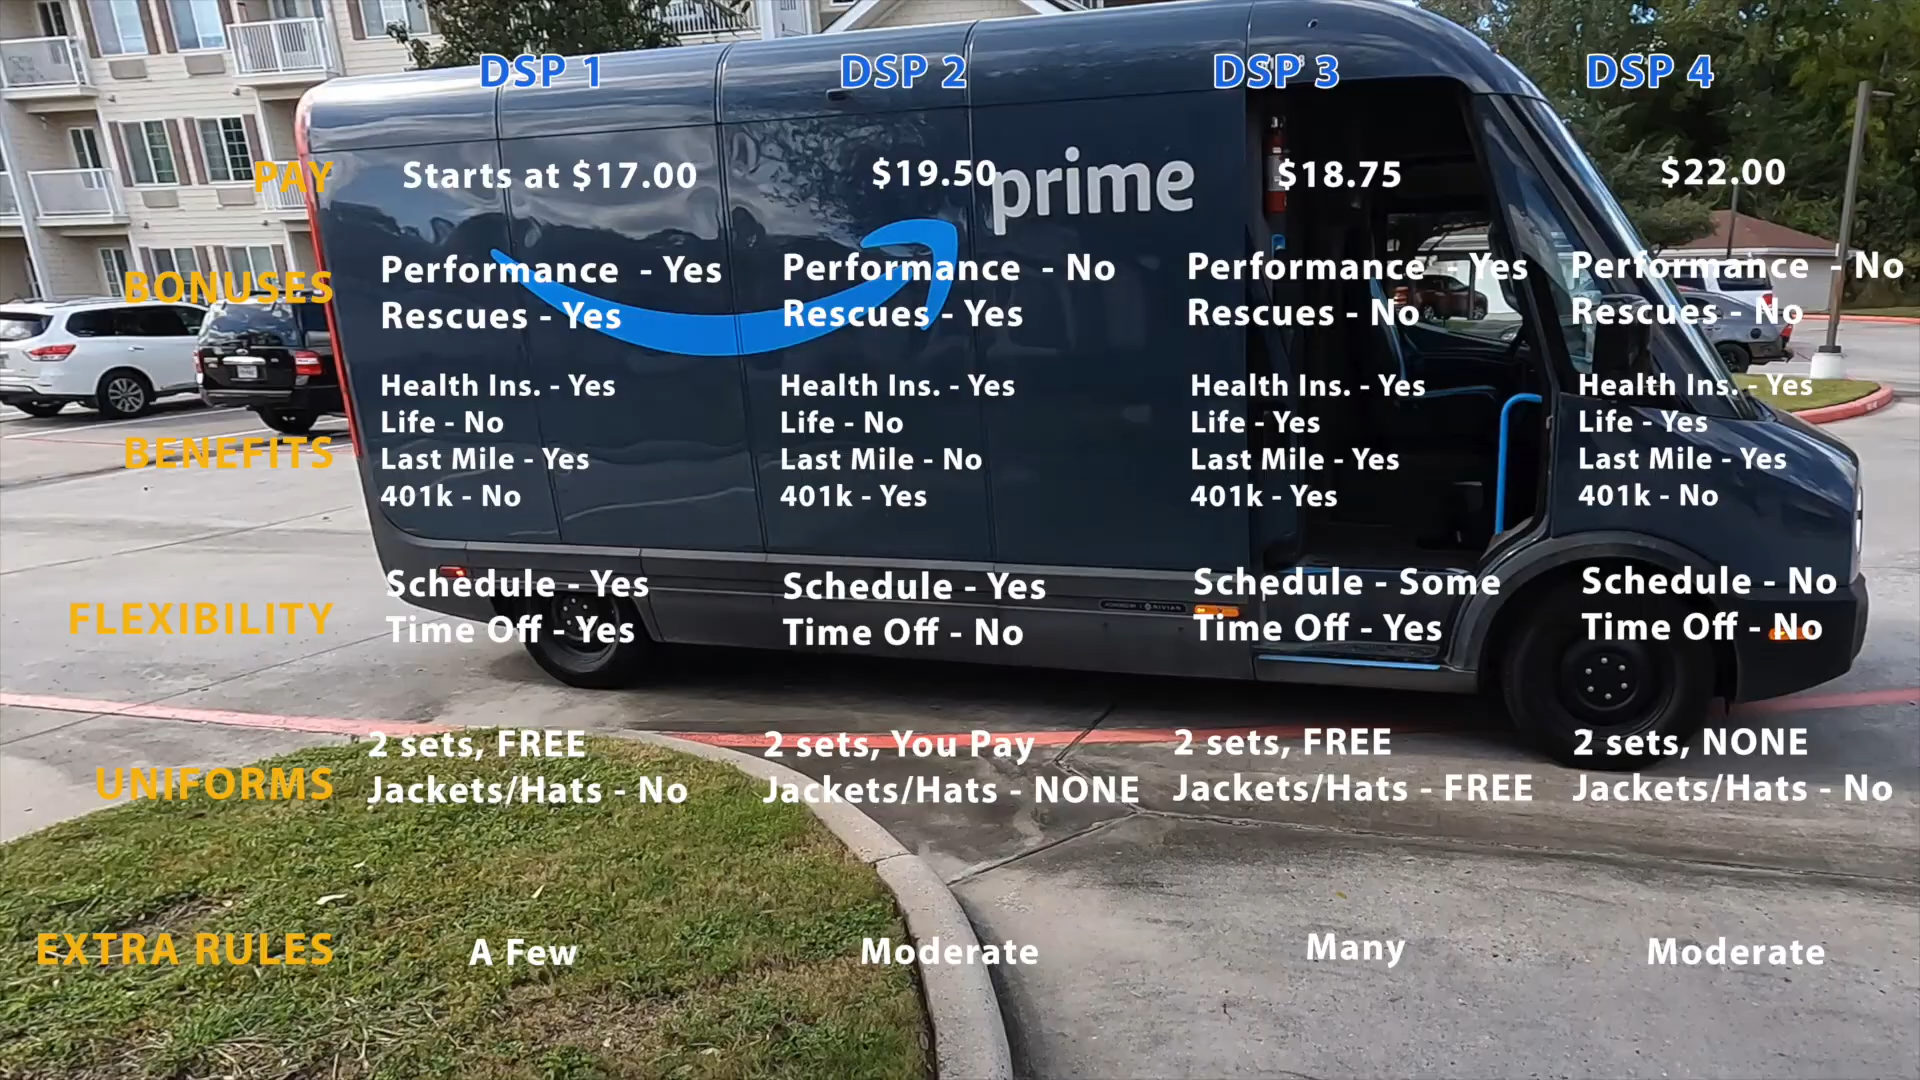 DSP 1 DSP 2 DSP 3 DSP 4
PAY Starts at $17.00 $19.50 $18.75 $22.00
prime
BONUSES
Performance - Yes Performance - No Performance - Yes Performance - No
Rescues - Yes Rescues - Yes Rescues - No Rescues - No
BENEFITS
Health Ins. - Yes Health Ins. - Yes Health Ins. - Yes Health Ins. - Yes
Life - No Life - No Life - Yes Life - Yes
Last Mile - Yes Last Mile - No Last Mile - Yes Last Mile - Yes
401k - No 401k - Yes 401k - Yes 401k - No
FLEXIBILITY
Schedule - Yes Schedule - Yes Schedule - Some Schedule - No
Time Off - Yes Time Off - No Time Off - Yes Time Off - No
UNIFORMS
2 sets, FREE 2 sets, You Pay 2 sets, FREE 2 sets, NONE
Jackets/Hats - No Jackets/Hats - NONE Jackets/Hats - FREE Jackets/Hats - No
EXTRA RULES A Few Moderate Many Moderate